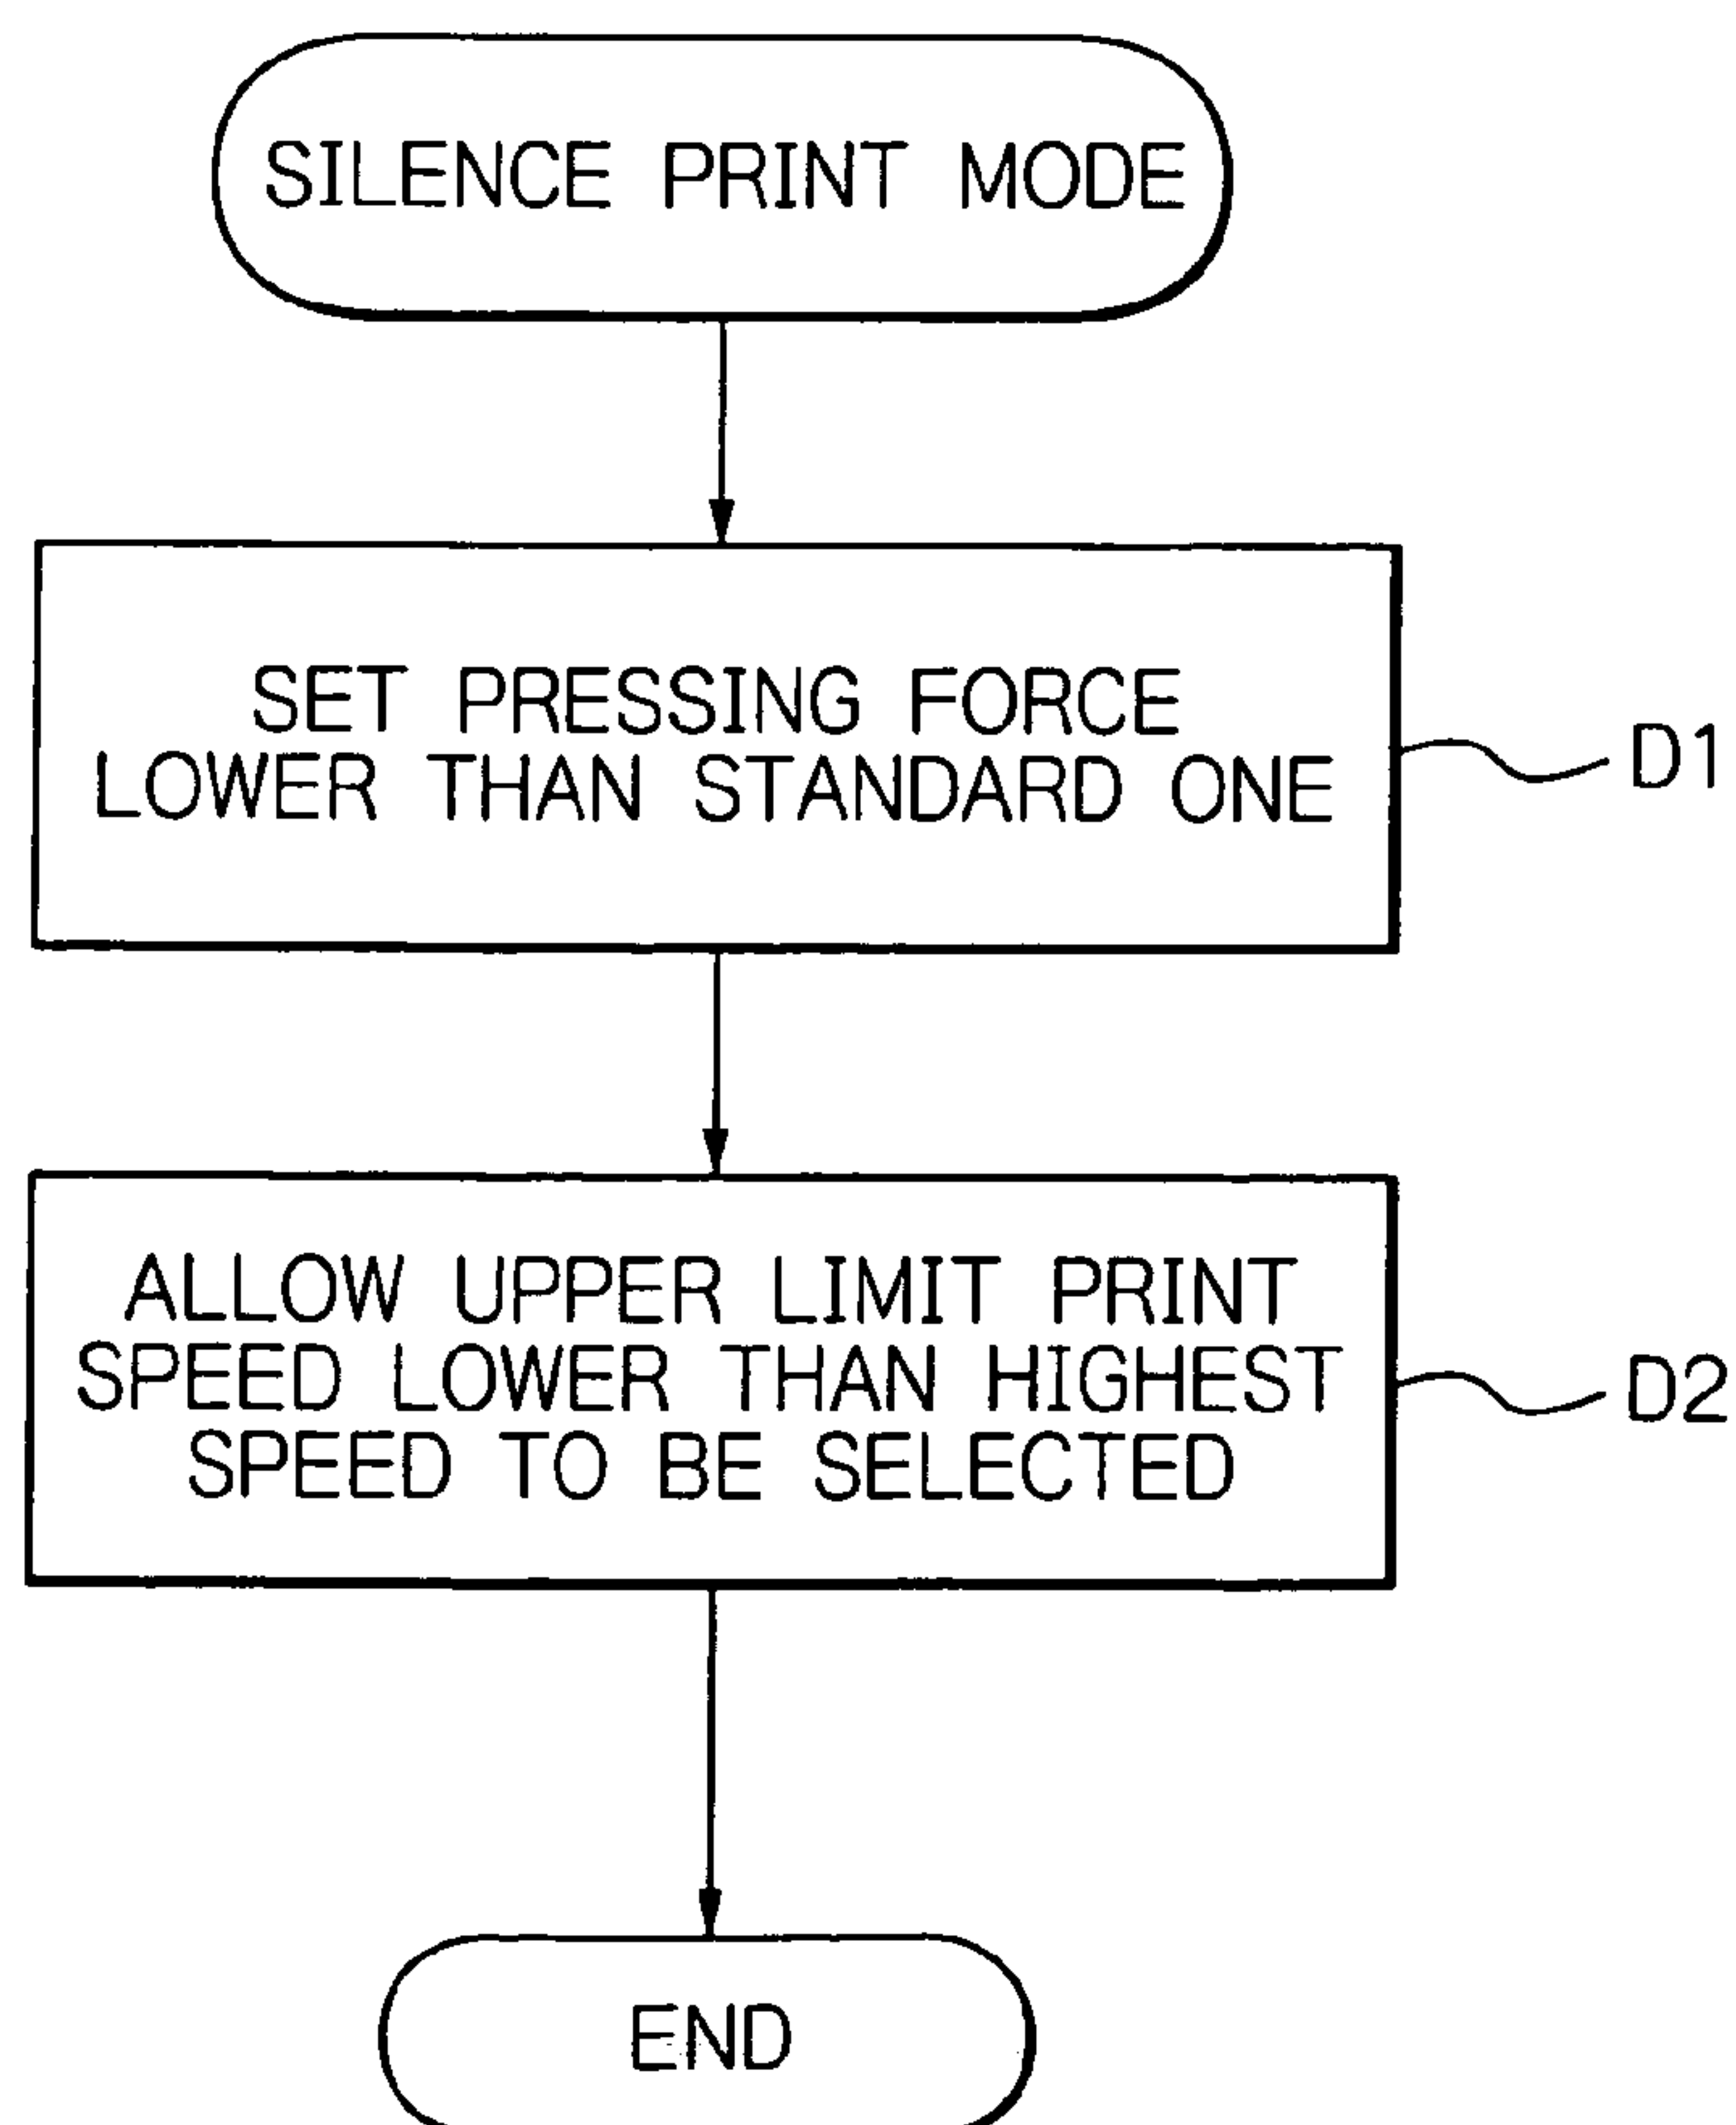 SILENCE PRINT MODE
SET PRESSING FORCE
LOWER THAN STANDARD ONE
D1
ALLOW UPPER LIMIT PRINT
SPEED LOWER THAN HIGHEST
SPEED TO BE SELECTED
D2
END